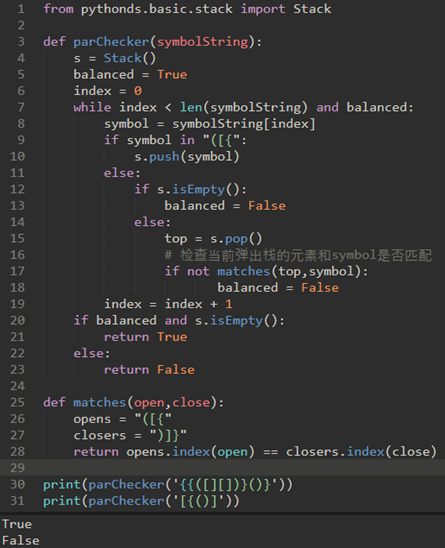 1 from pythonds.basic.stack import Stack
2
3 def parChecker(symbolString):
4     s = Stack()
5     balanced = True
6     index = 0
7     while index < len(symbolString) and balanced:
8         symbol = symbolString[index]
9         if symbol in "([{":
10             s.push(symbol)
11         else:
12             if s.isEmpty():
13                 balanced = False
14             else:
15                 top = s.pop()
16                 # 检查当前弹出栈的元素和symbol是否匹配
17                 if not matches(top,symbol):
18                         balanced = False
19         index = index + 1
20     if balanced and s.isEmpty():
21         return True
22     else:
23         return False
24
25 def matches(open,close):
26     opens = "([{"
27     closers = ")]}"
28     return opens.index(open) == closers.index(close)
29
30 print(parChecker('{{([][])}()}'))
31 print(parChecker('[{()]'))
True
False